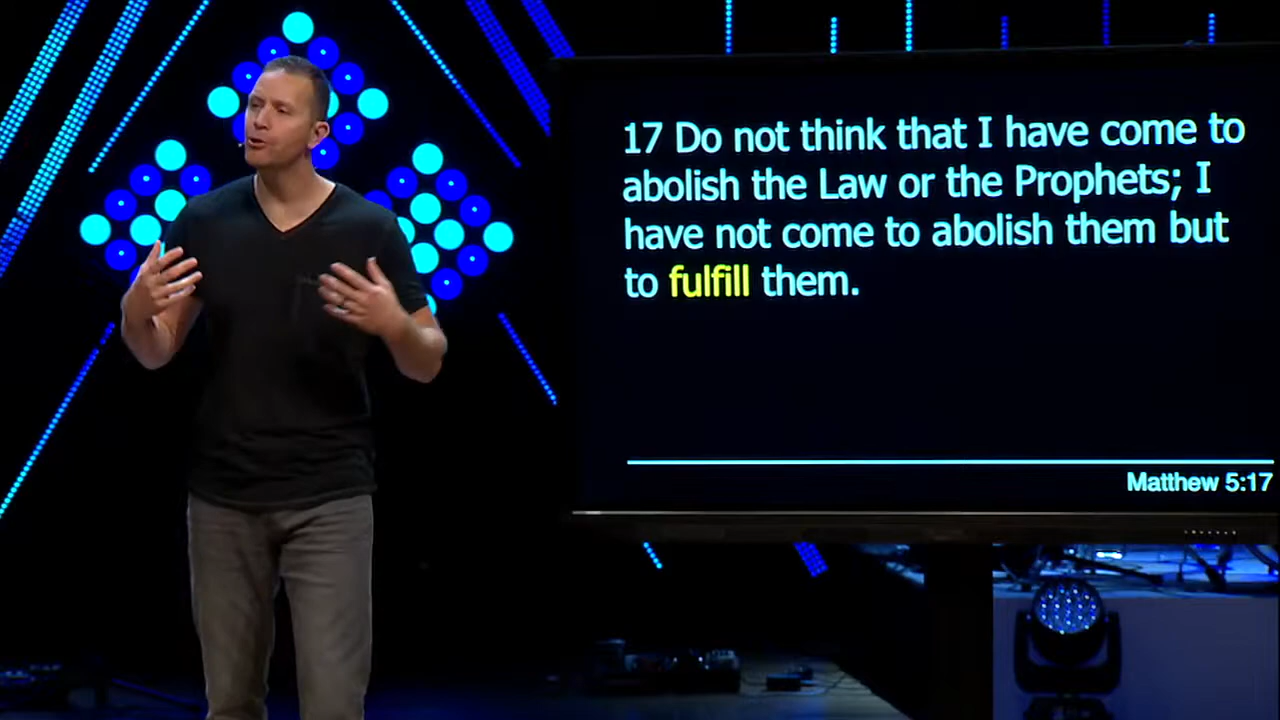 17 Do not think that I have come to
abolish the Law or the Prophets; I
have not come to abolish them but
to fulfill them.
Matthew 5:17